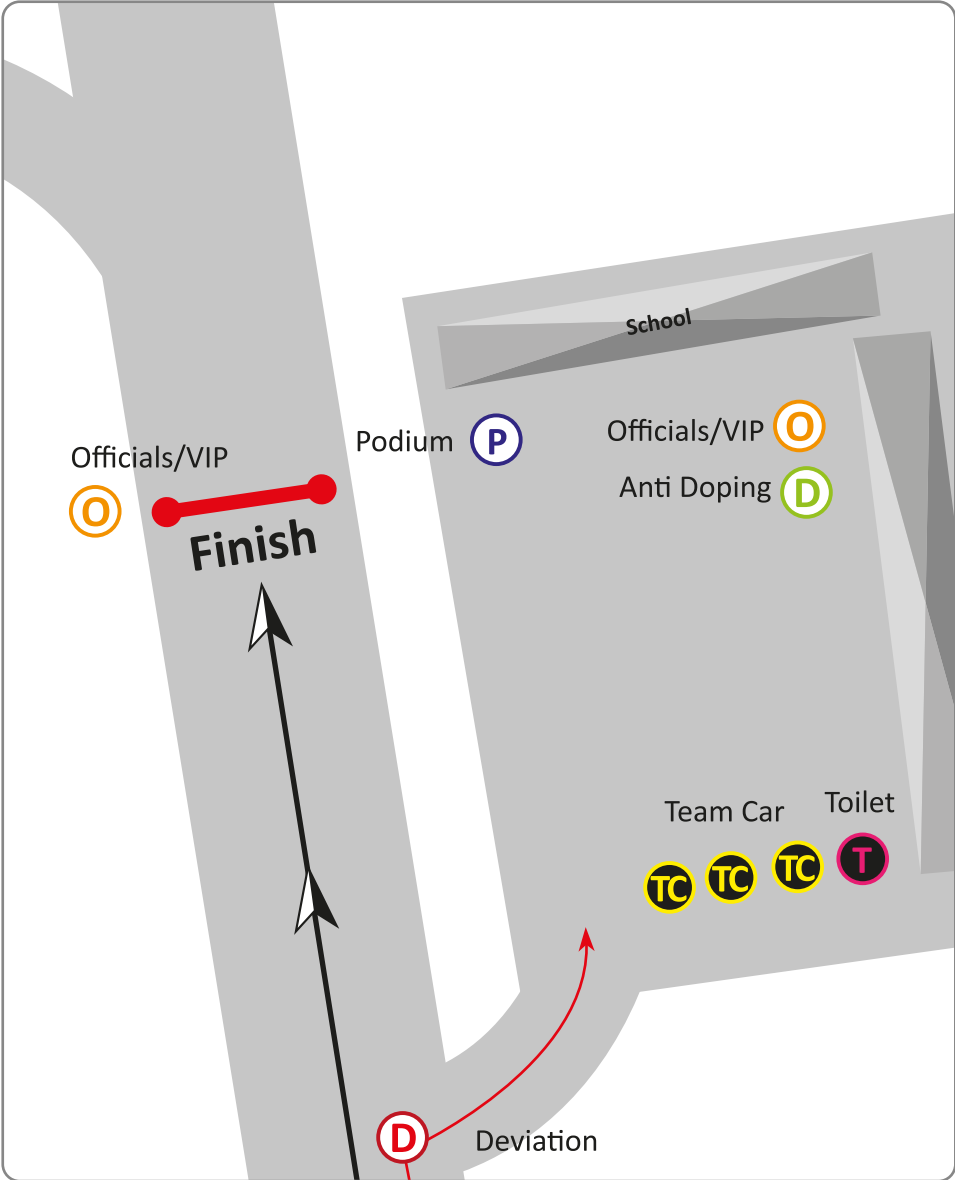 School
Podium P
Officials/VIP O
Anti Doping D
Officials/VIP
O
Finish
Team Car
Toilet
TC TC TC T
D Deviation